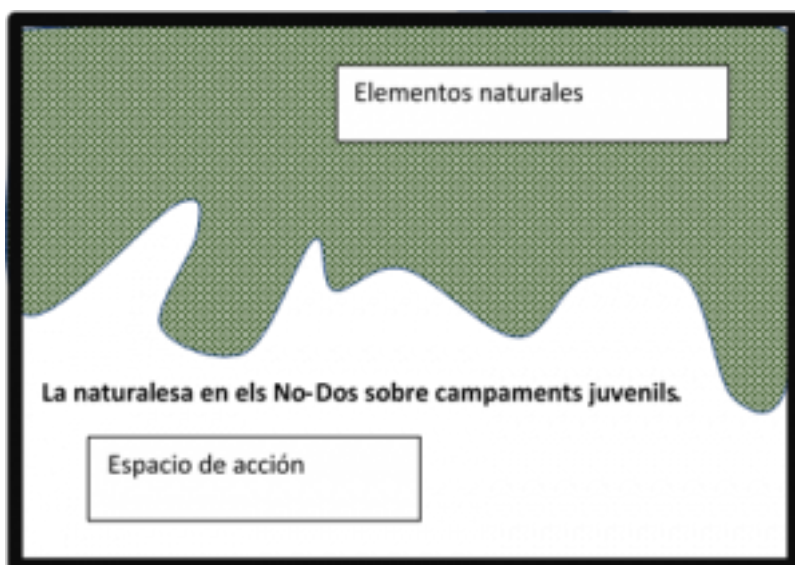 Elementos naturales
La naturalesa en els No-Dos sobre campaments juvenils.
Espacio de acción